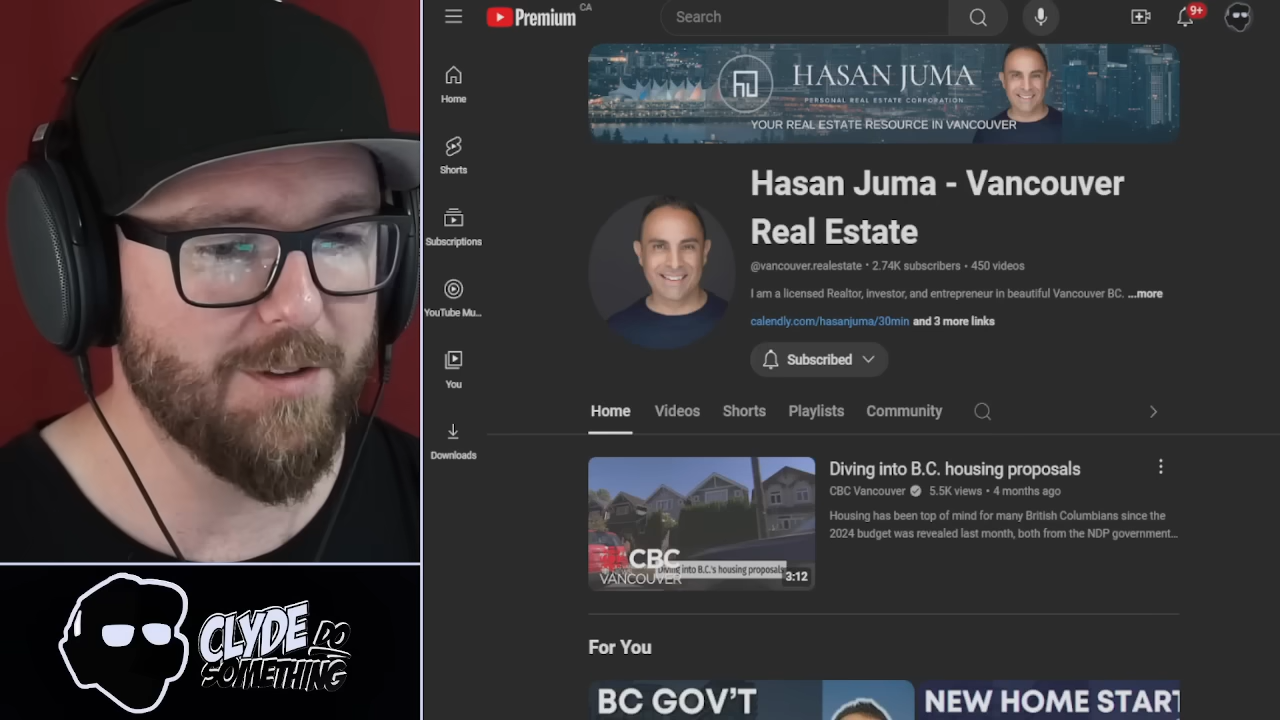 Premium
CA
Search
9+
Home
Shorts
Subscriptions
YouTube Mu...
You
Downloads
HASAN JUMA
PERSONAL REAL ESTATE CORPORATION
YOUR REAL ESTATE RESOURCE IN VANCOUVER
Hasan Juma - Vancouver
Real Estate
@vancouver.realestate • 2.74K subscribers • 450 videos
I am a licensed Realtor, investor, and entrepreneur in beautiful Vancouver BC. ...more
calendly.com/hasanjuma/30min and 3 more links
Subscribed
Home Videos Shorts Playlists Community
Diving into B.C. housing proposals
CBC Vancouver 5.5K views • 4 months ago
Housing has been top of mind for many British Columbians since the
2024 budget was revealed last month, both from the NDP government...
CBC
VANCOUVER
Diving into B.C.'s housing proposals
3:12
For You
BC GOV'T
NEW HOME START
CLYDE DO
SOMETHING